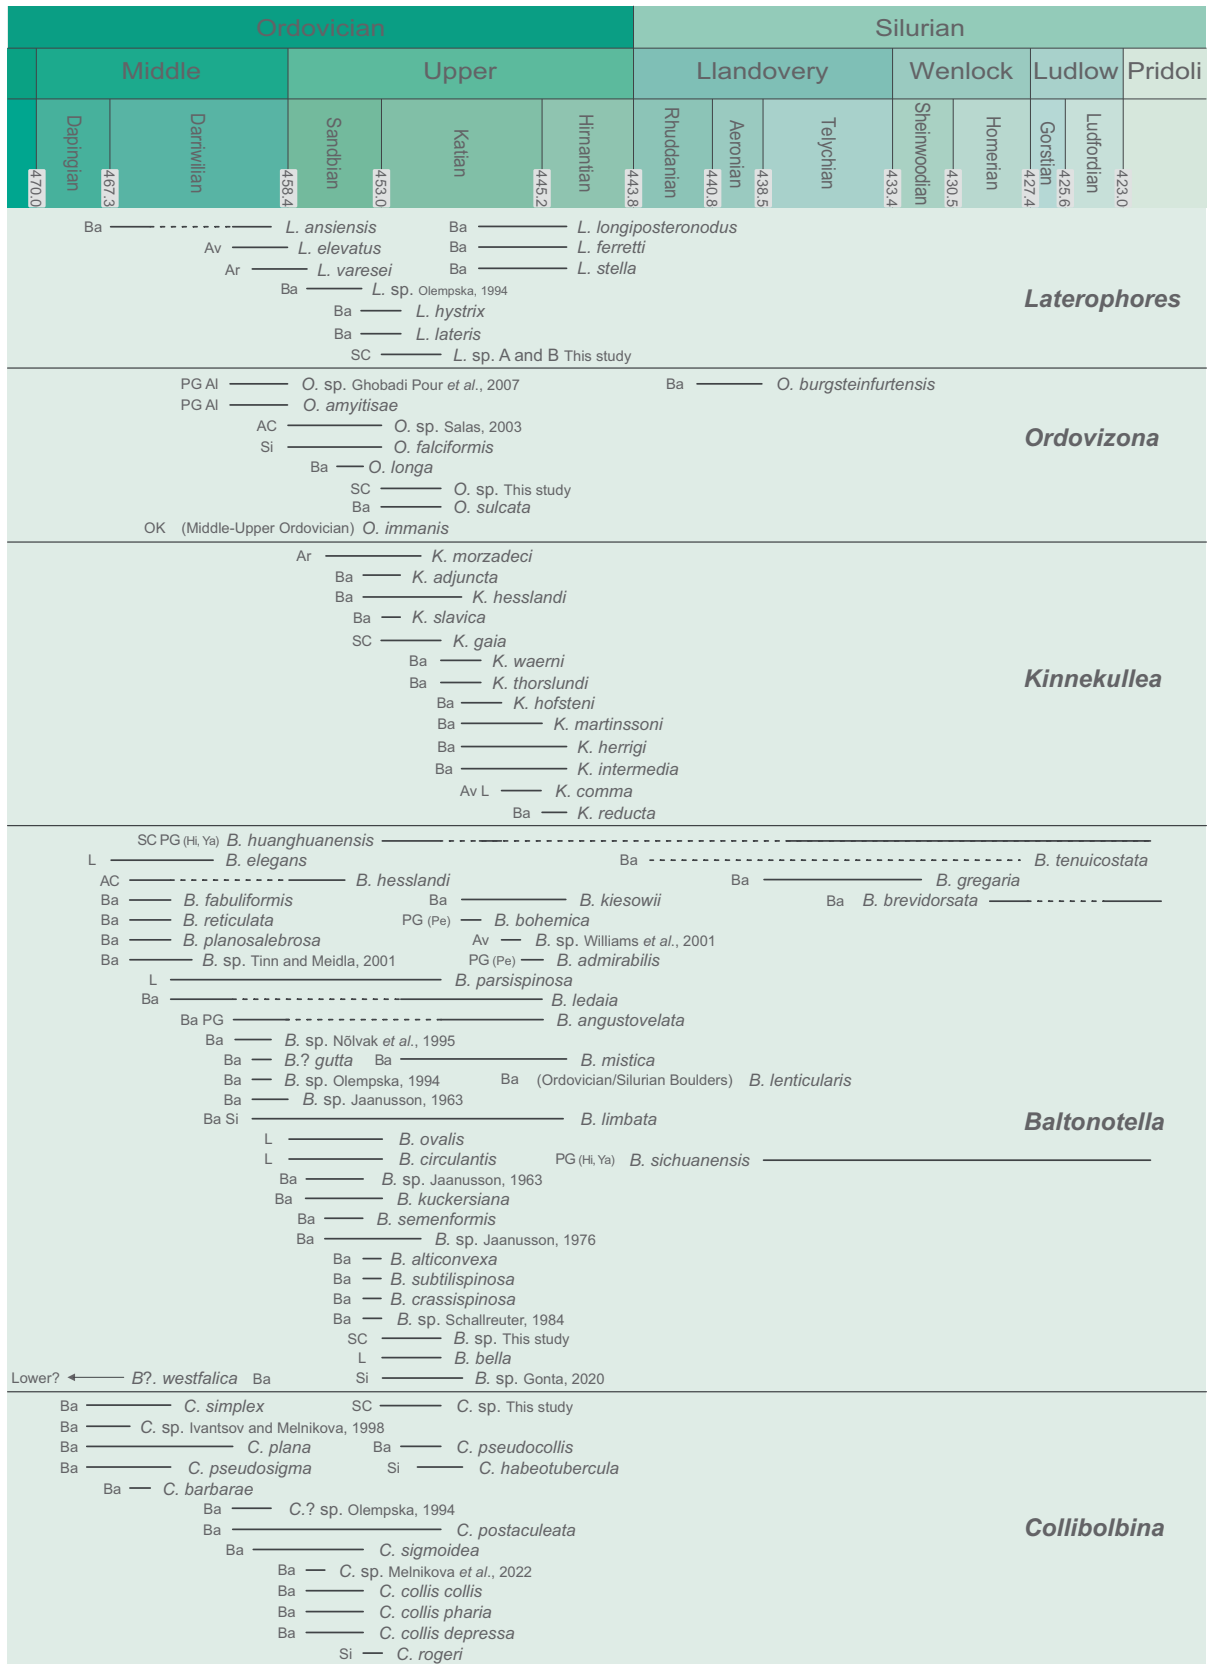 Ordovician Silurian
Middle Upper Llandovery Wenlock Ludlow Pridoli
Dapingian Darriwilian Sandbian Katian Hirnantian Rhuddanian Aeronian Telychian Sheinwoodian Homerian Gorstian Ludfordian
470.0 467.3 458.4 453.0 445.2 443.8 440.8 438.5 433.4 430.5 427.4 425.6 423.0
Ba L. ansiensis Ba L. longiposteronodus
Av L. elevatus Ba L. ferretti
Ar L. varesei Ba L. stella
Ba L. sp. Olempska, 1994
Laterophores
Ba L. hystrix
Ba L. lateris
SC L. sp. A and B This study
PG Al O. sp. Ghobadi Pour et al., 2007 Ba O. burgsteinfurtensis
PG Al O. amyitisae
AC O. sp. Salas, 2003
Ordovizona
Si O. falciformis
Ba O. longa
SC O. sp. This study
Ba O. sulcata
OK (Middle-Upper Ordovician) O. immanis
Ar K. morzadeci
Ba K. adjuncta
Ba K. hesslandi
Ba K. slavica
SC K. gaia
Ba K. waerni
Kinnekullea
Ba K. thorslundi
Ba K. hofsteni
Ba K. martinssoni
Ba K. herrigi
Ba K. intermedia
Av L K. comma
Ba K. reducta
SC PG (Hi, Ya) B. huanghuanensis
L B. elegans Ba B. tenuicostata
AC B. hesslandi Ba B. gregaria
Ba B. fabuliformis Ba B. kiesowii Ba B. brevidorsata
Ba B. reticulata PG (Pe) B. bohemica
Ba B. planosalebrosa Av B. sp. Williams et al., 2001
Ba B. sp. Tinn and Meidla, 2001 PG (Pe) B. admirabilis
L B. parsispinosa
Ba B. ledaia
Ba PG B. angustovelata
Ba B. sp. Nõlvak et al., 1995
Ba B.? gutta Ba B. mistica
Ba B. sp. Olempska, 1994 Ba (Ordovician/Silurian Boulders) B. lenticularis
Ba B. sp. Jaanusson, 1963
Ba Si B. limbata
Baltonotella
L B. ovalis
L B. circulantis PG (Hi, Ya) B. sichuanensis
Ba B. sp. Jaanusson, 1963
Ba B. kuckersiana
Ba B. semenformis
Ba B. sp. Jaanusson, 1976
Ba B. alticonvexa
Ba B. subtilispinosa
Ba B. crassispinosa
Ba B. sp. Schallreuter, 1984
SC B. sp. This study
L B. bella
Lower? B?. westfalica Ba Si B. sp. Gonta, 2020
Ba C. simplex SC C. sp. This study
Ba C. sp. Ivantsov and Melnikova, 1998
Ba C. plana Ba C. pseudocollis
Ba C. pseudosigma Si C. habeotubercula
Ba C. barbarae
Ba C.? sp. Olempska, 1994
Ba C. postaculeata
Collibolbina
Ba C. sigmoidea
Ba C. sp. Melnikova et al., 2022
Ba C. collis collis
Ba C. collis pharia
Ba C. collis depressa
Si C. rogeri